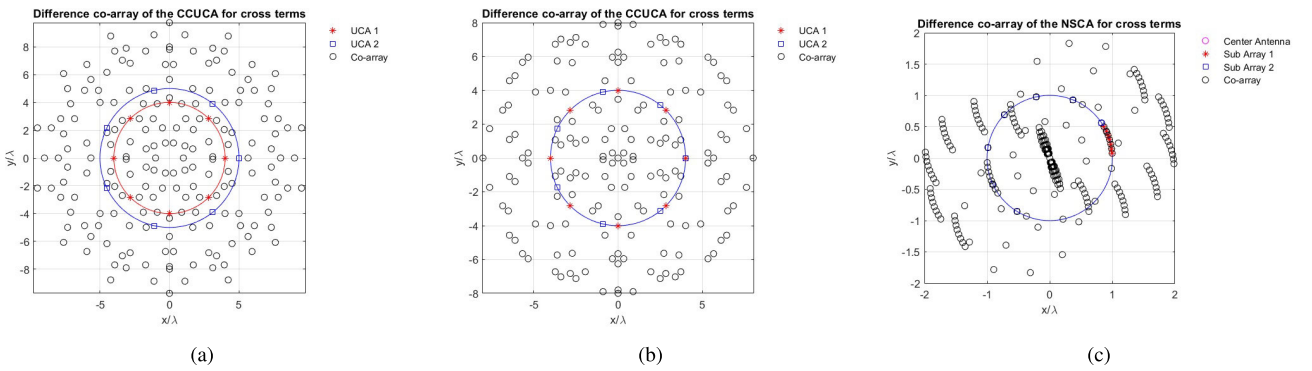 Difference co-array of the CCUCA for cross terms
UCA 1
UCA 2
Co-array
y/λ
8
6
4
2
0
-2
-4
-6
-8
-5
0
5
x/λ
(a)
Difference co-array of the CCUCA for cross terms
UCA 1
UCA 2
Co-array
y/λ
8
6
4
2
0
-2
-4
-6
-8
-5
0
5
x/λ
(b)
Difference co-array of the NSCA for cross terms
Center Antenna
Sub Array 1
Sub Array 2
Co-array
y/λ
2
1.5
1
0.5
0
-0.5
-1
-1.5
-2
-2
-1
0
1
2
x/λ
(c)